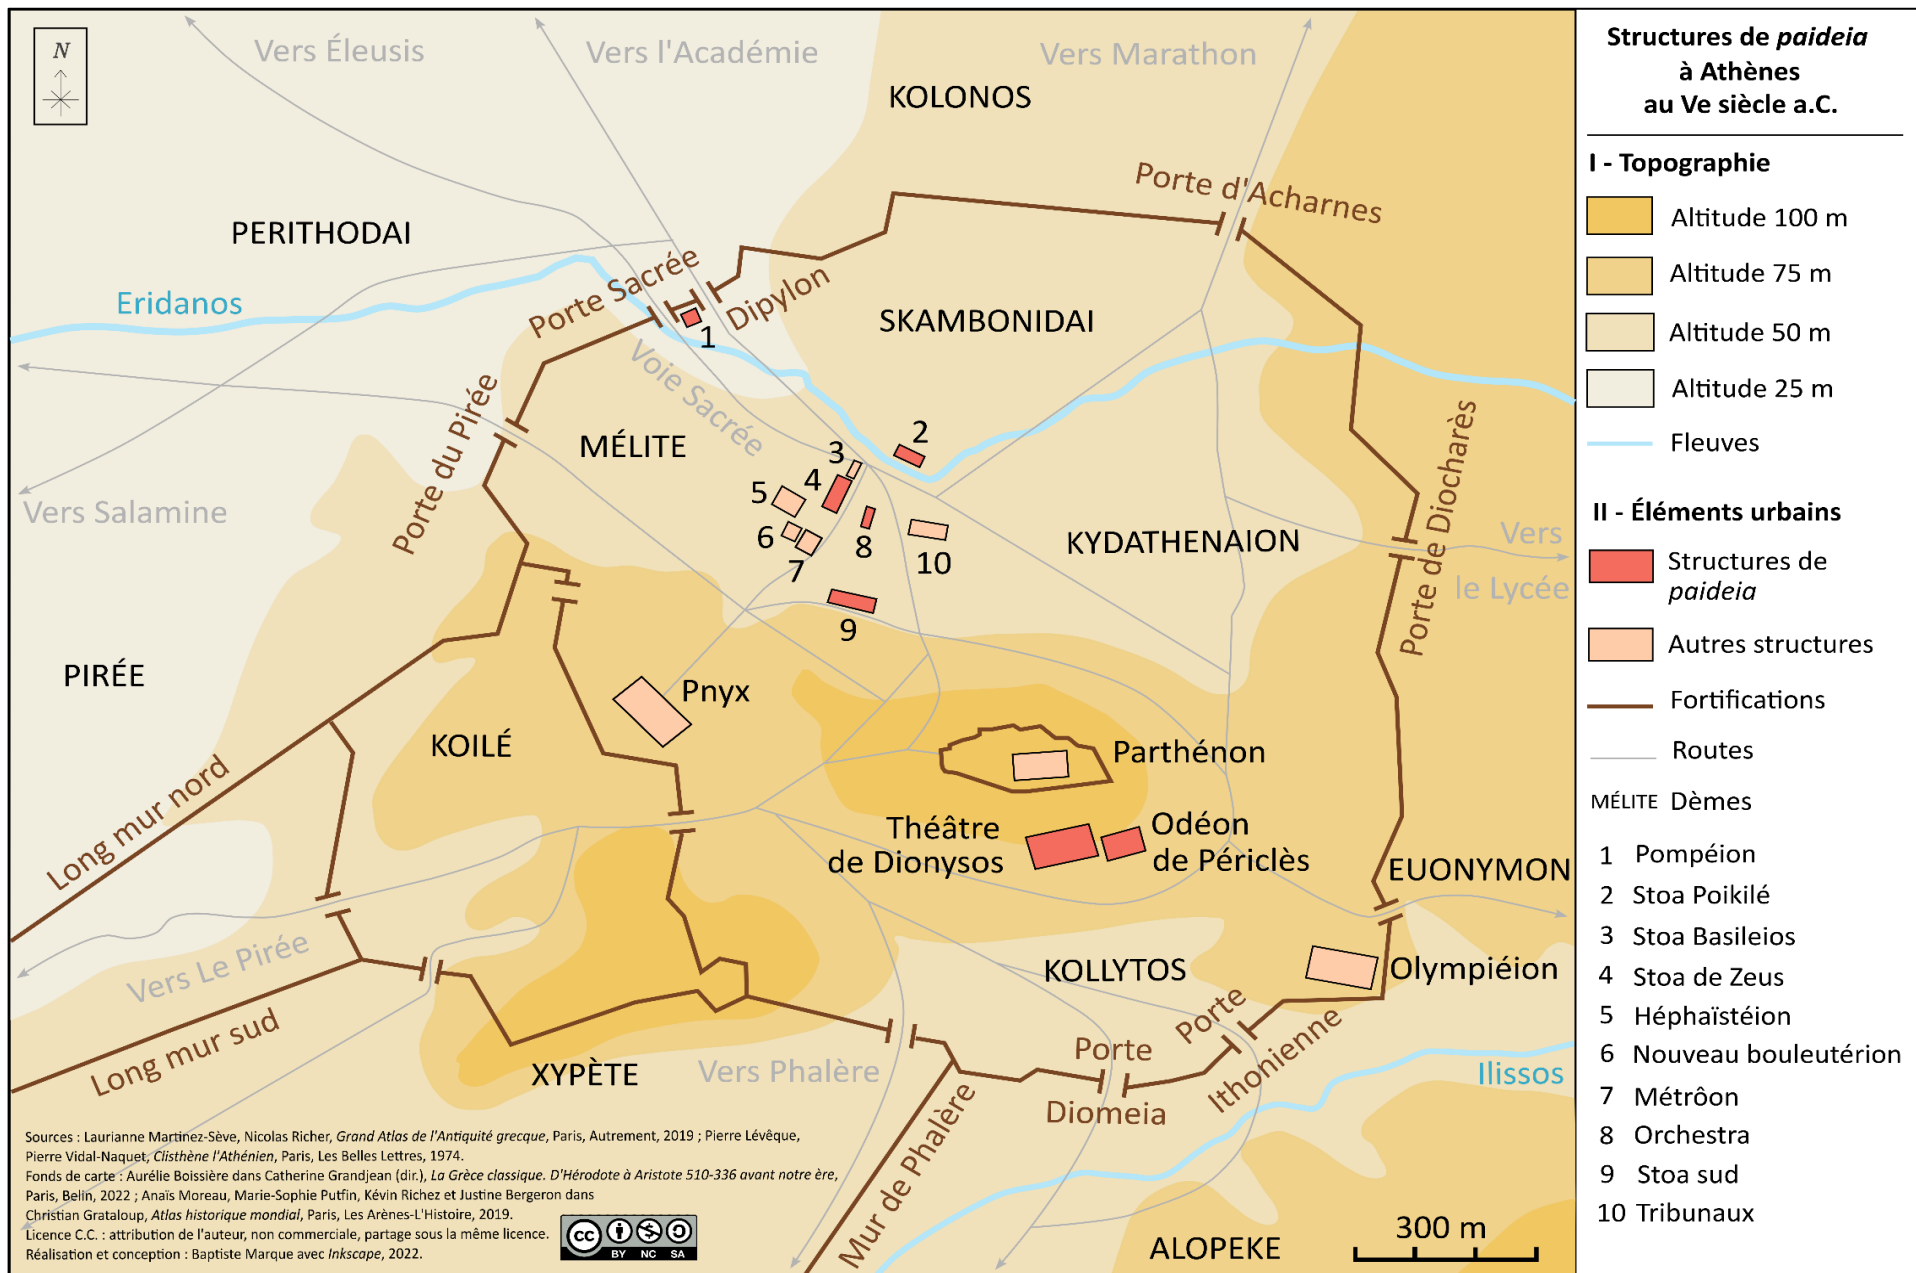 N
Vers Éleusis
Vers l'Académie
Vers Marathon
KOLONOS
Porte d'Acharnes
PERITHODAI
Porte Sacrée
Dipylon
Eridanos
1
SKAMBONIDAI
Voie Sacrée
Porte du Pirée
MÉLITE
2
3
4
5
6
7
8
10
9
Vers Salamine
KYDATHENAION
Porte de Diocharès
Vers
le Lycée
PIRÉE
Pnyx
KOILÉ
Parthénon
Long mur nord
Théâtre
de Dionysos
Odéon
de Périclès
EUONYMON
Vers Le Pirée
KOLLYTOS
Olympiéion
Long mur sud
XYPÈTE
Vers Phalère
Porte
Diomeia
Porte
Ithonienne
Ilissos
Mur de Phalère
ALOPEKE
300 m
Sources : Laurianne Martinez-Sève, Nicolas Richer, Grand Atlas de l'Antiquité grecque, Paris, Autrement, 2019 ; Pierre Lévêque,
Pierre Vidal-Naquet, Clisthène l'Athénien, Paris, Les Belles Lettres, 1974.
Fonds de carte : Aurélie Boissière dans Catherine Grandjean (dir.), La Grèce classique. D'Hérodote à Aristote 510-336 avant notre ère,
Paris, Belin, 2022 ; Anaïs Moreau, Marie-Sophie Putfin, Kévin Richez et Justine Bergeron dans
Christian Grataloup, Atlas historique mondial, Paris, Les Arènes-L'Histoire, 2019.
Licence C.C. : attribution de l'auteur, non commerciale, partage sous la même licence.
Réalisation et conception : Baptiste Marque avec Inkscape, 2022.
cc
BY NC SA
Structures de paideia
à Athènes
au Ve siècle a.C.
I - Topographie
Altitude 100 m
Altitude 75 m
Altitude 50 m
Altitude 25 m
Fleuves
II - Éléments urbains
Structures de
paideia
Autres structures
Fortifications
Routes
MÉLITE Dèmes
1 Pompéion
2 Stoa Poikilé
3 Stoa Basileios
4 Stoa de Zeus
5 Héphaïstéion
6 Nouveau bouleutérion
7 Métrôon
8 Orchestra
9 Stoa sud
10 Tribunaux